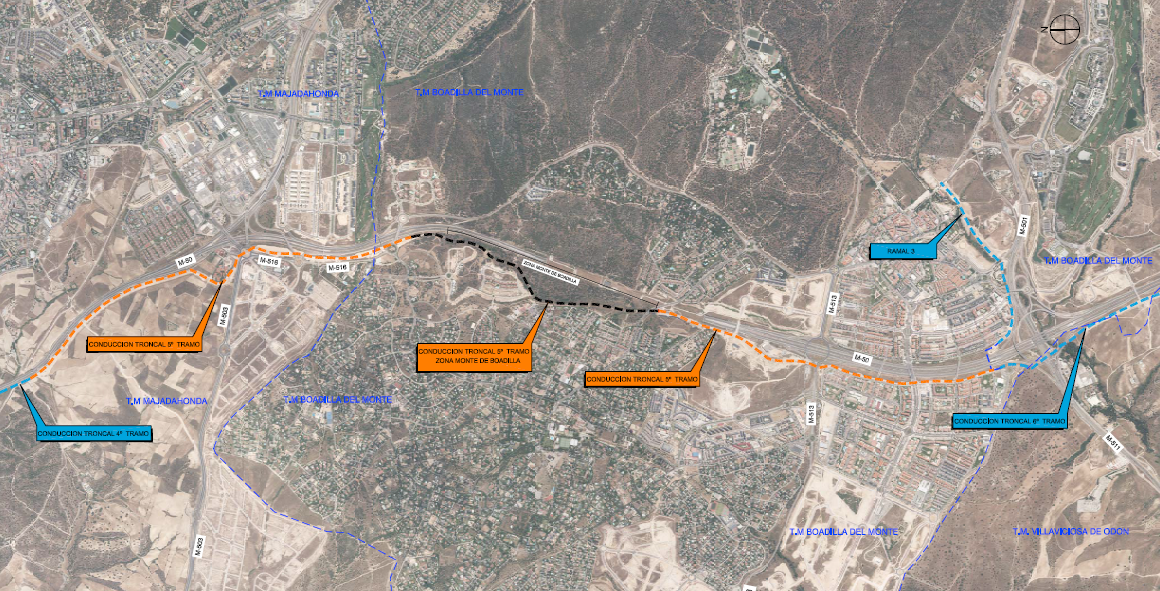 N
T.M MAJADAHONDA
T.M BOADILLA DEL MONTE
M-501
RAMAL 3
T.M BOADILLA DEL MONTE
M-50
M-516
M-516
ZONA MONTE DE BOADILLA
M-513
M-503
CONDUCCION TRONCAL 5º TRAMO
CONDUCCION TRONCAL 5º TRAMO
ZONA MONTE DE BOADILLA
M-50
CONDUCCION TRONCAL 5º TRAMO
T.M MAJADAHONDA
T.M BOADILLA DEL MONTE
M-513
CONDUCCION TRONCAL 6º TRAMO
CONDUCCION TRONCAL 4º TRAMO
M-511
T.M BOADILLA DEL MONTE
T.M. VILLAVICIOSA DE ODON
M-503